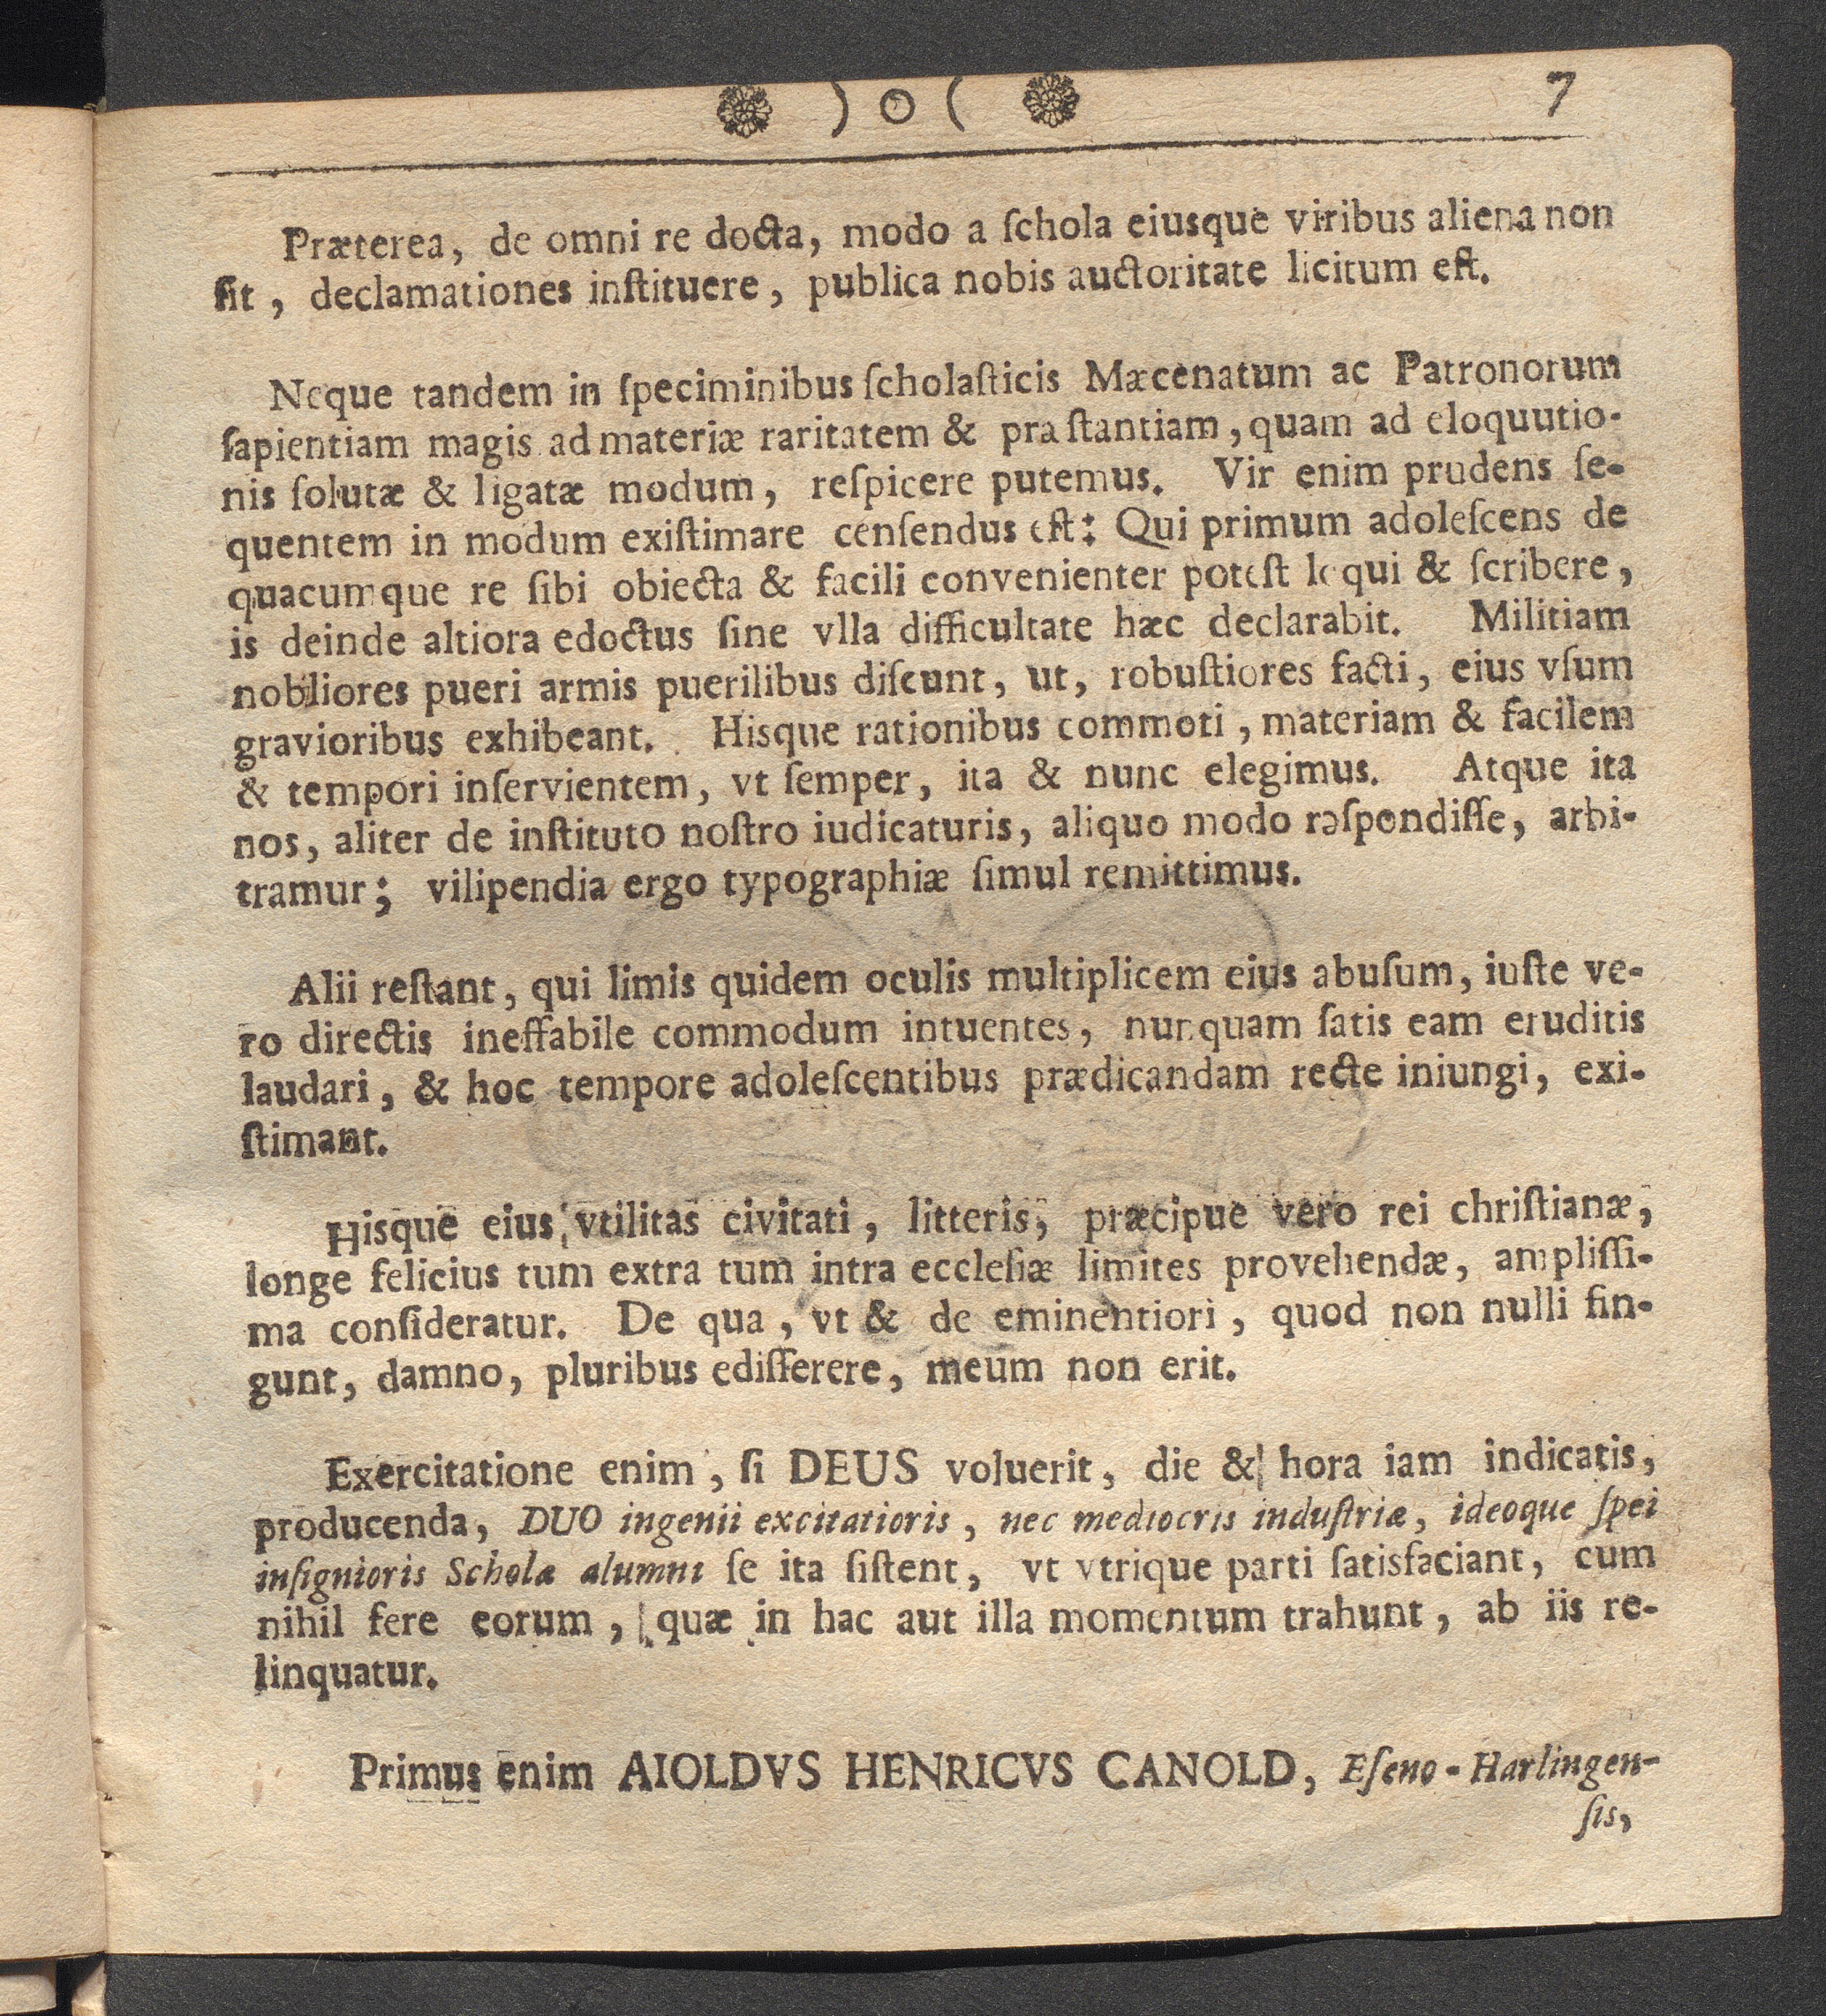 ) o ( 7
Præterea, de omni re docta, modo a ſchola eiusque viribus aliena non
ſit, declamationes inſtituere, publica nobis auctoritate licitum eſt.
Neque tandem in ſpeciminibus ſcholaſticis Mæcenatum ac Patronorum
ſapientiam magis ad materiæ raritatem & præſtantiam, quam ad eloquutio-
nis ſolutæ & ligatæ modum, reſpicere putemus. Vir enim prudens ſe-
quentem in modum exiſtimare cenſendus eſt: Qui primum adoleſcens de
quacumque re ſibi obiecta & facili convenienter poteſt loqui & ſcribere,
is deinde altiora edoctus ſine vlla difficultate hæc declarabit. Militiam
nobiliores pueri armis puerilibus diſcunt, ut, robuſtiores facti, eius vſum
gravioribus exhibeant. Hisque rationibus commoti, materiam & facilem
& tempori inſervientem, vt ſemper, ita & nunc elegimus. Atque ita
nos, aliter de inſtituto noſtro iudicaturis, aliquo modo rəſpondiſſe, arbi-
tramur; vilipendia ergo typographiæ ſimul remittimus.
Alii reſtant, qui limis quidem oculis multiplicem eius abuſum, iuſte ve-
ro directis ineffabile commodum intuentes, nunquam ſatis eam eruditis
laudari, & hoc tempore adoleſcentibus prædicandam recte iniungi, exi-
ſtimant.
Hisque eius vtilitas civitati, litteris, præcipue vero rei chriſtianæ,
longe felicius tum extra tum intra eccleſiæ limites provehendæ, ampliſſi-
ma conſideratur. De qua, vt & de eminentiori, quod non nulli fin-
gunt, damno, pluribus edifferere, meum non erit.
Exercitatione enim, ſi DEUS voluerit, die & hora iam indicatis,
producenda, DUO ingenii excitatioris, nec mediocris induſtriæ, ideoque ſpei
inſignioris Scholæ alumni ſe ita ſiſtent, vt vtrique parti ſatisfaciant, cum
nihil fere eorum, quæ in hac aut illa momentum trahunt, ab iis re-
linquatur.
Primus enim AIOLDVS HENRICVS CANOLD, Eſeno-Harlingen-
ſis,